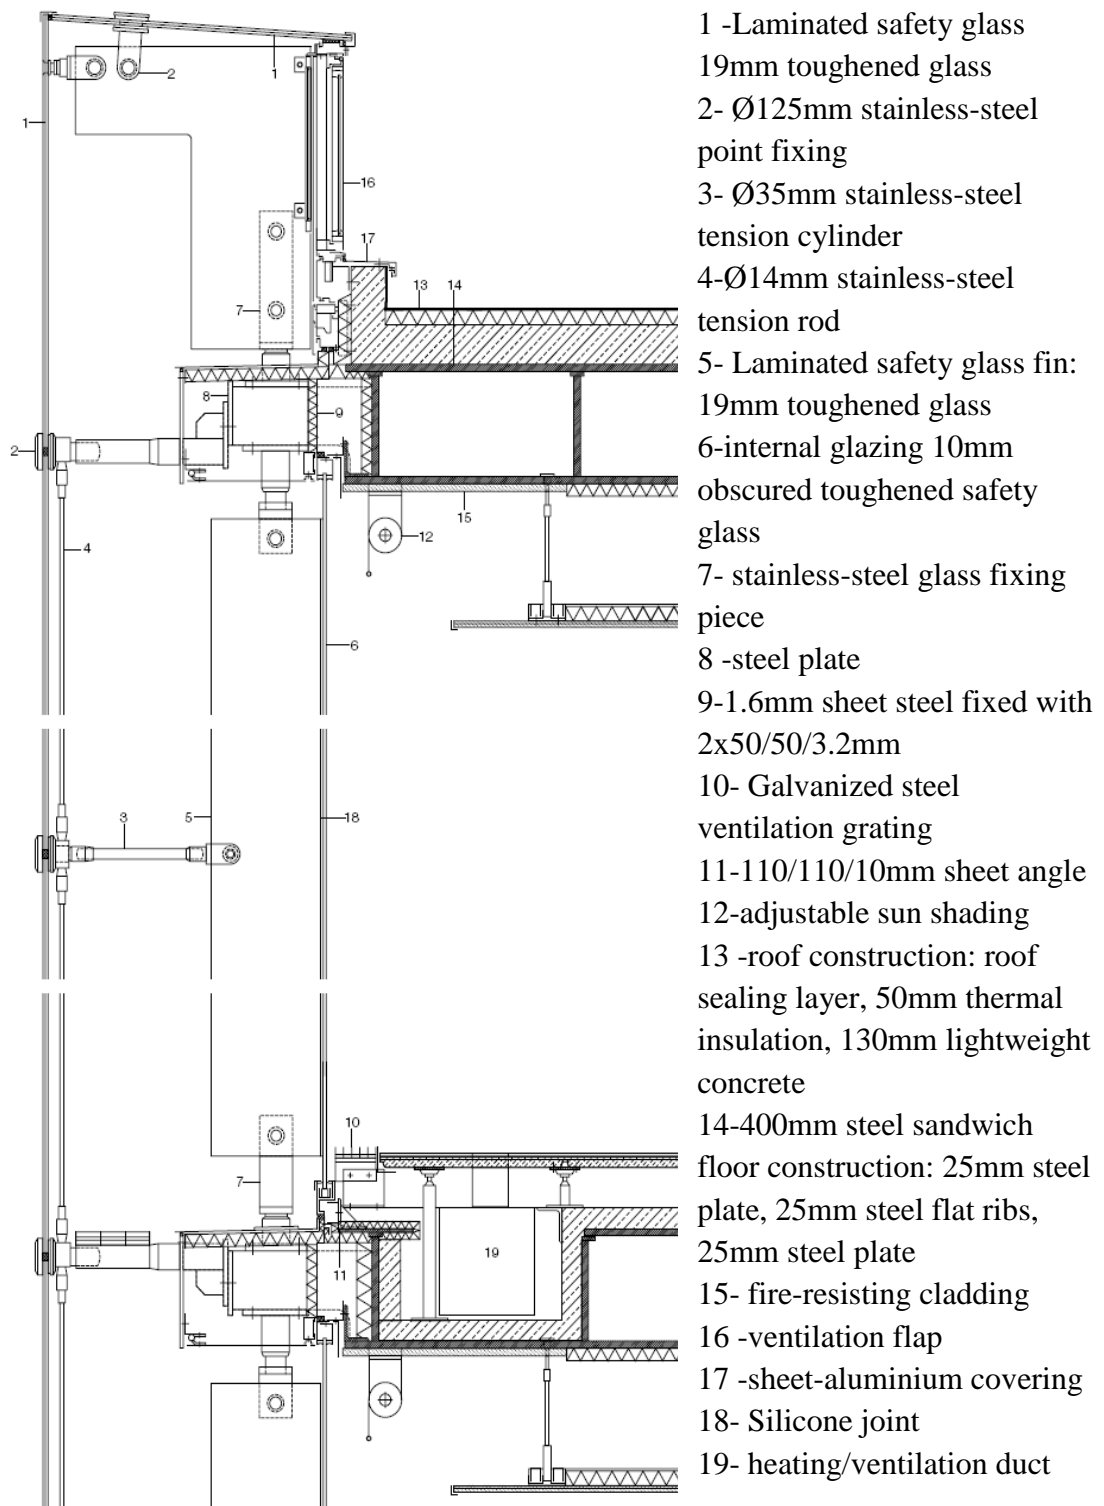 1 -Laminated safety glass
19mm toughened glass
2- Ø125mm stainless-steel
point fixing
3- Ø35mm stainless-steel
tension cylinder
4-Ø14mm stainless-steel
tension rod
5- Laminated safety glass fin:
19mm toughened glass
6-internal glazing 10mm
obscured toughened safety
glass
7- stainless-steel glass fixing
piece
8 -steel plate
9-1.6mm sheet steel fixed with
2x50/50/3.2mm
10- Galvanized steel
ventilation grating
11-110/110/10mm sheet angle
12-adjustable sun shading
13 -roof construction: roof
sealing layer, 50mm thermal
insulation, 130mm lightweight
concrete
14-400mm steel sandwich
floor construction: 25mm steel
plate, 25mm steel flat ribs,
25mm steel plate
15- fire-resisting cladding
16 -ventilation flap
17 -sheet-aluminium covering
18- Silicone joint
19- heating/ventilation duct
1
2
1
16
17
13
14
7
8
9
2
15
12
4
6
3
5
18
10
7
19
11